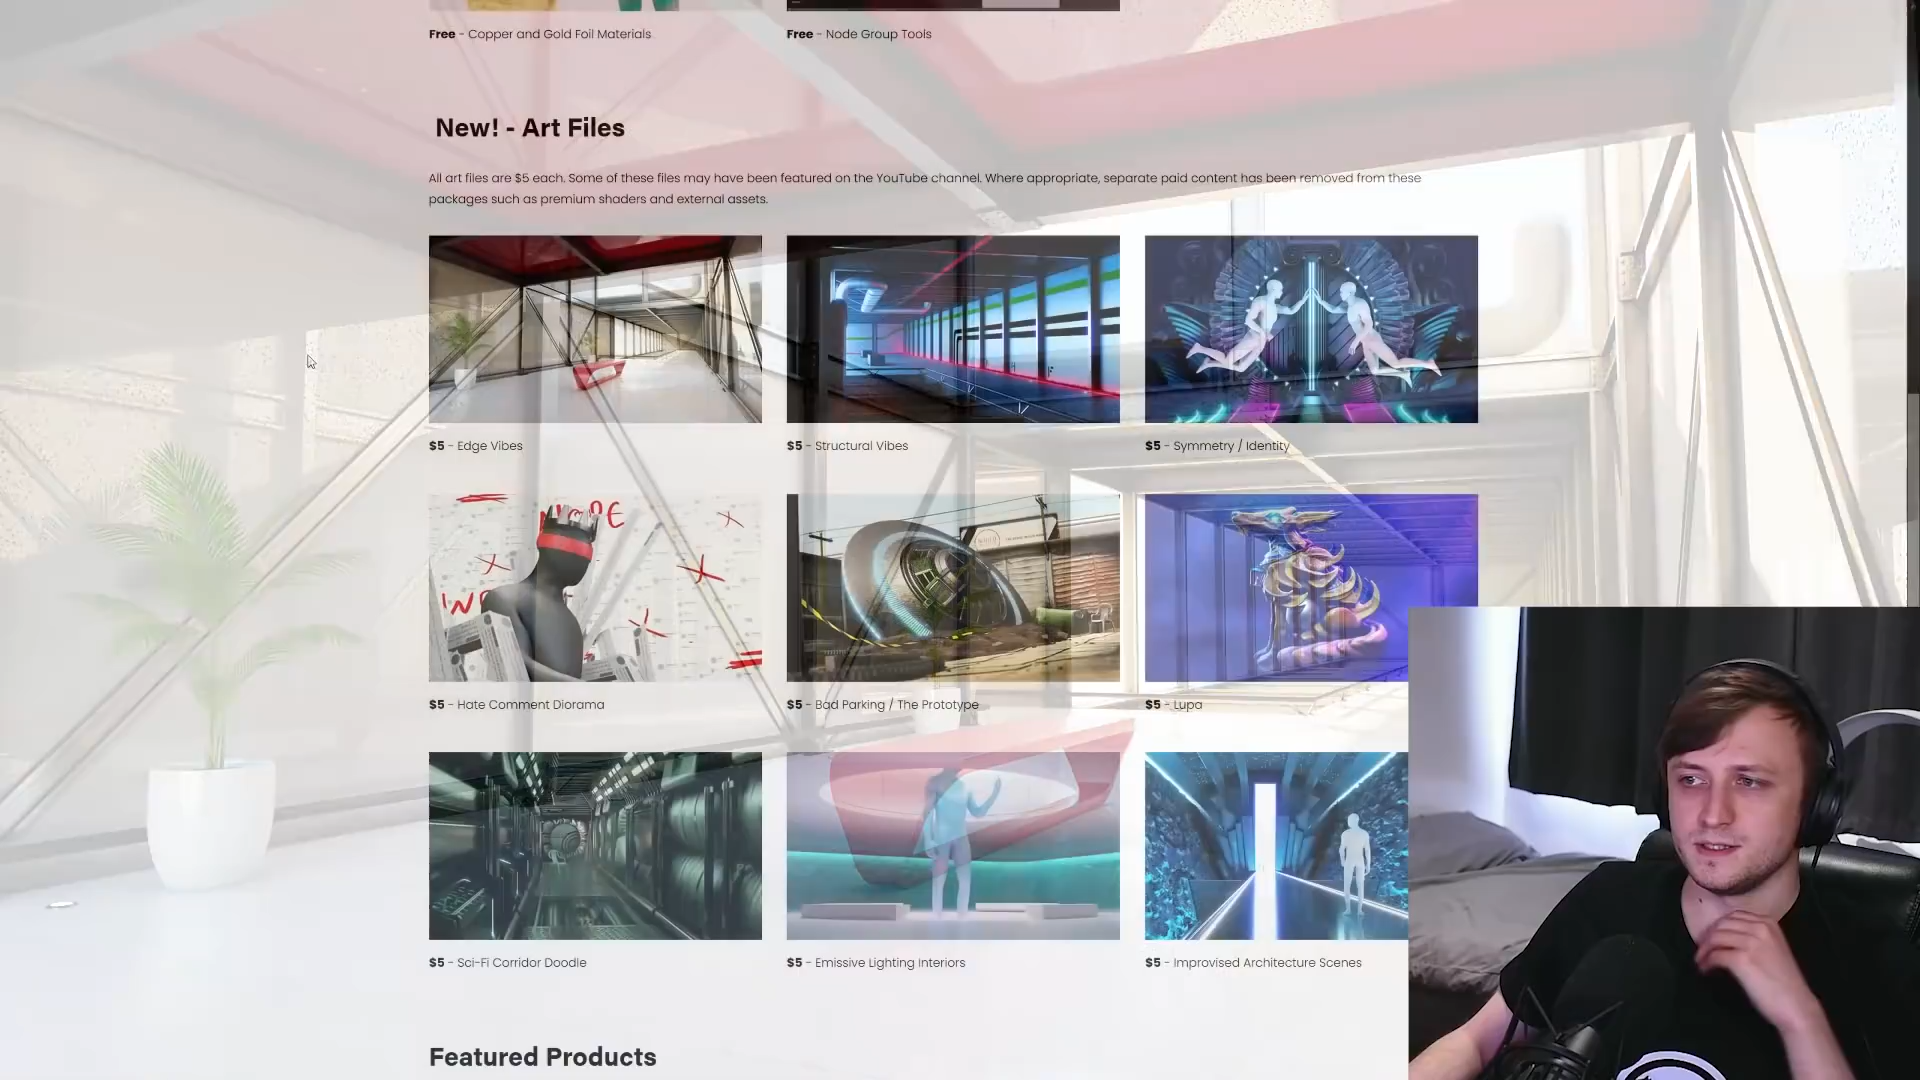 Free - Copper and Gold Foil Materials
Free - Node Group Tools
New! - Art Files
All art files are $5 each. Some of these files may have been featured on the YouTube channel. Where appropriate, separate paid content has been removed from these
packages such as premium shaders and external assets.
$5 - Edge Vibes
$5 - Structural Vibes
$5 - Symmetry / Identity
NOPE
$5 - Hate Comment Diorama
$5 - Bad Parking / The Prototype
$5 - Lupa
$5 - Sci-Fi Corridor Doodle
$5 - Emissive Lighting Interiors
$5 - Improvised Architecture Scenes
Featured Products